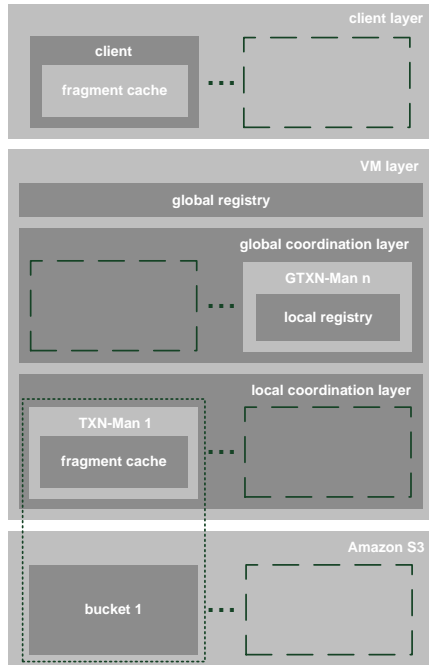 client layer
client
fragment cache
VM layer
global registry
global coordination layer
GTXN-Man n
local registry
local coordination layer
TXN-Man 1
fragment cache
Amazon S3
bucket 1